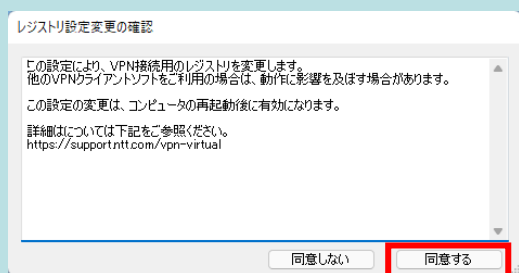 レジストリ設定変更の確認
この設定により、VPN接続用のレジストリを変更します。
他のVPNクライアントソフトをご利用の場合は、動作に影響を及ぼす場合があります。
この設定の変更は、コンピュータの再起動後に有効になります。
詳細はについては下記をご参照ください。
https://support.ntt.com/vpn-virtual
同意しない
同意する